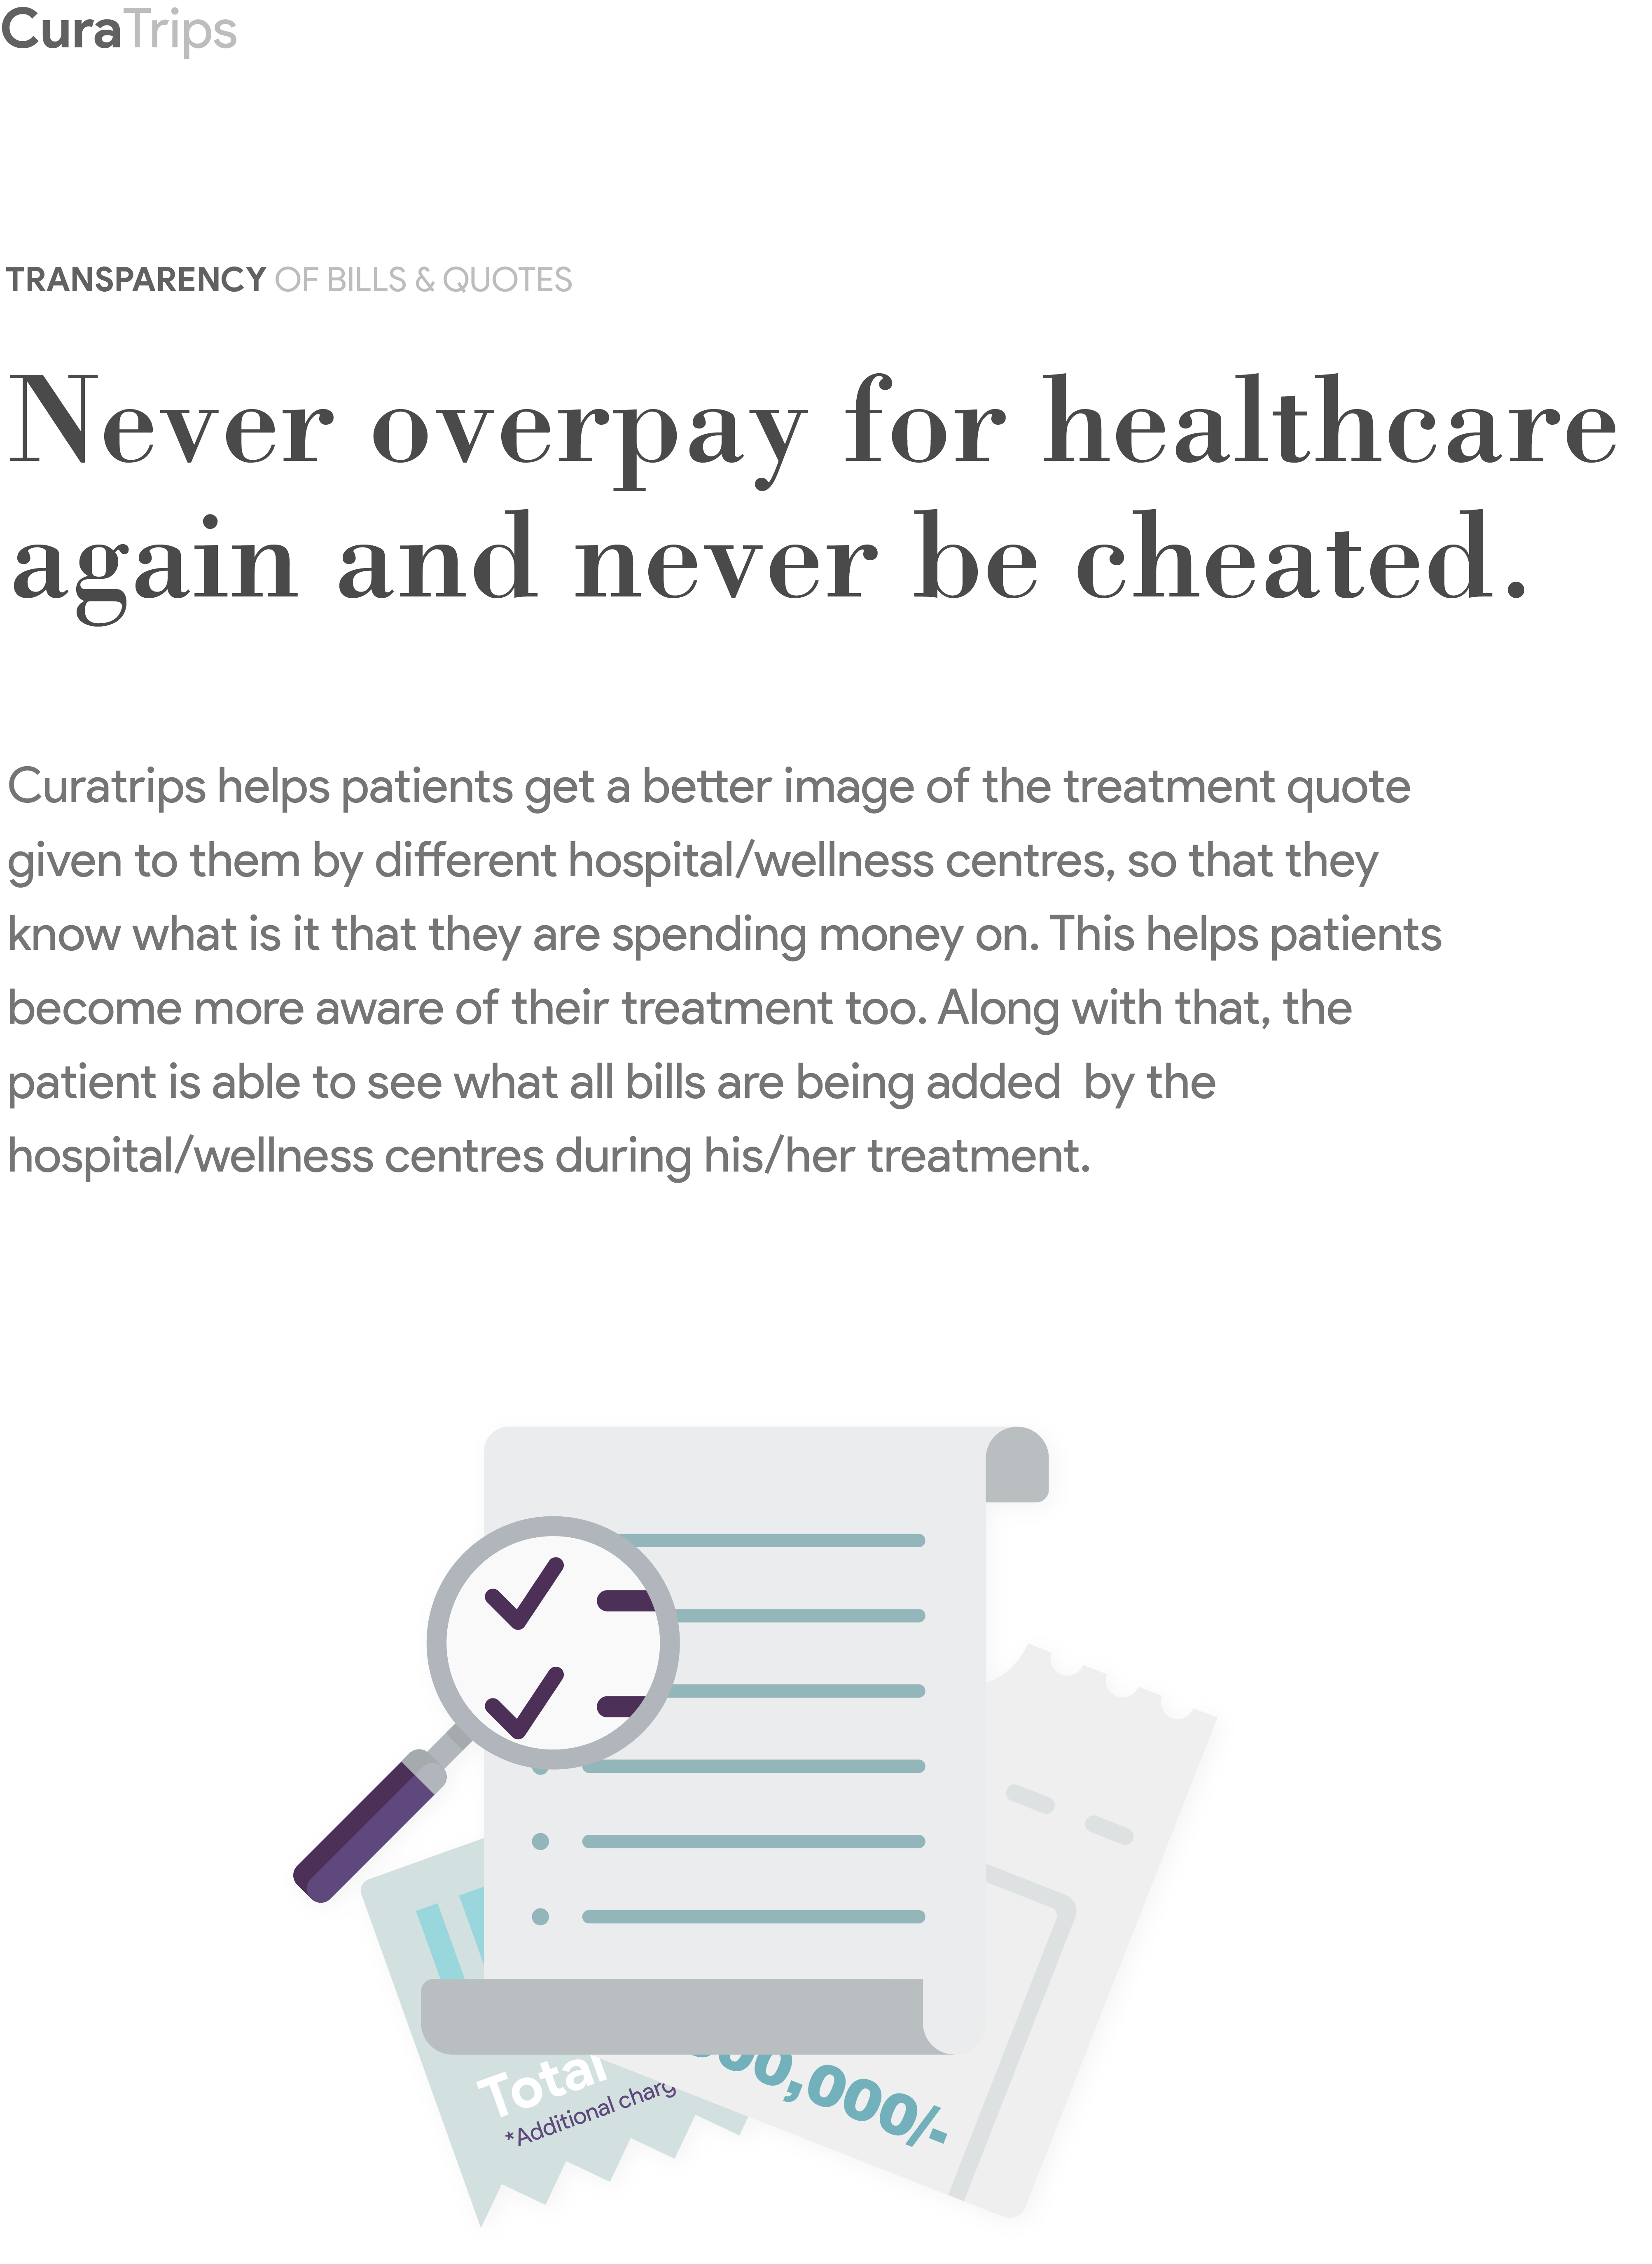 CuraTrips
TRANSPARENCY OF BILLS & QUOTES
Never overpay for healthcare
again and never be cheated.
Curatrips helps patients get a better image of the treatment quote
given to them by different hospital/wellness centres, so that they
know what is it that they are spending money on. This helps patients
become more aware of their treatment too. Along with that, the
patient is able to see what all bills are being added  by the
hospital/wellness centres during his/her treatment.
Total
*Additional
00,000/-